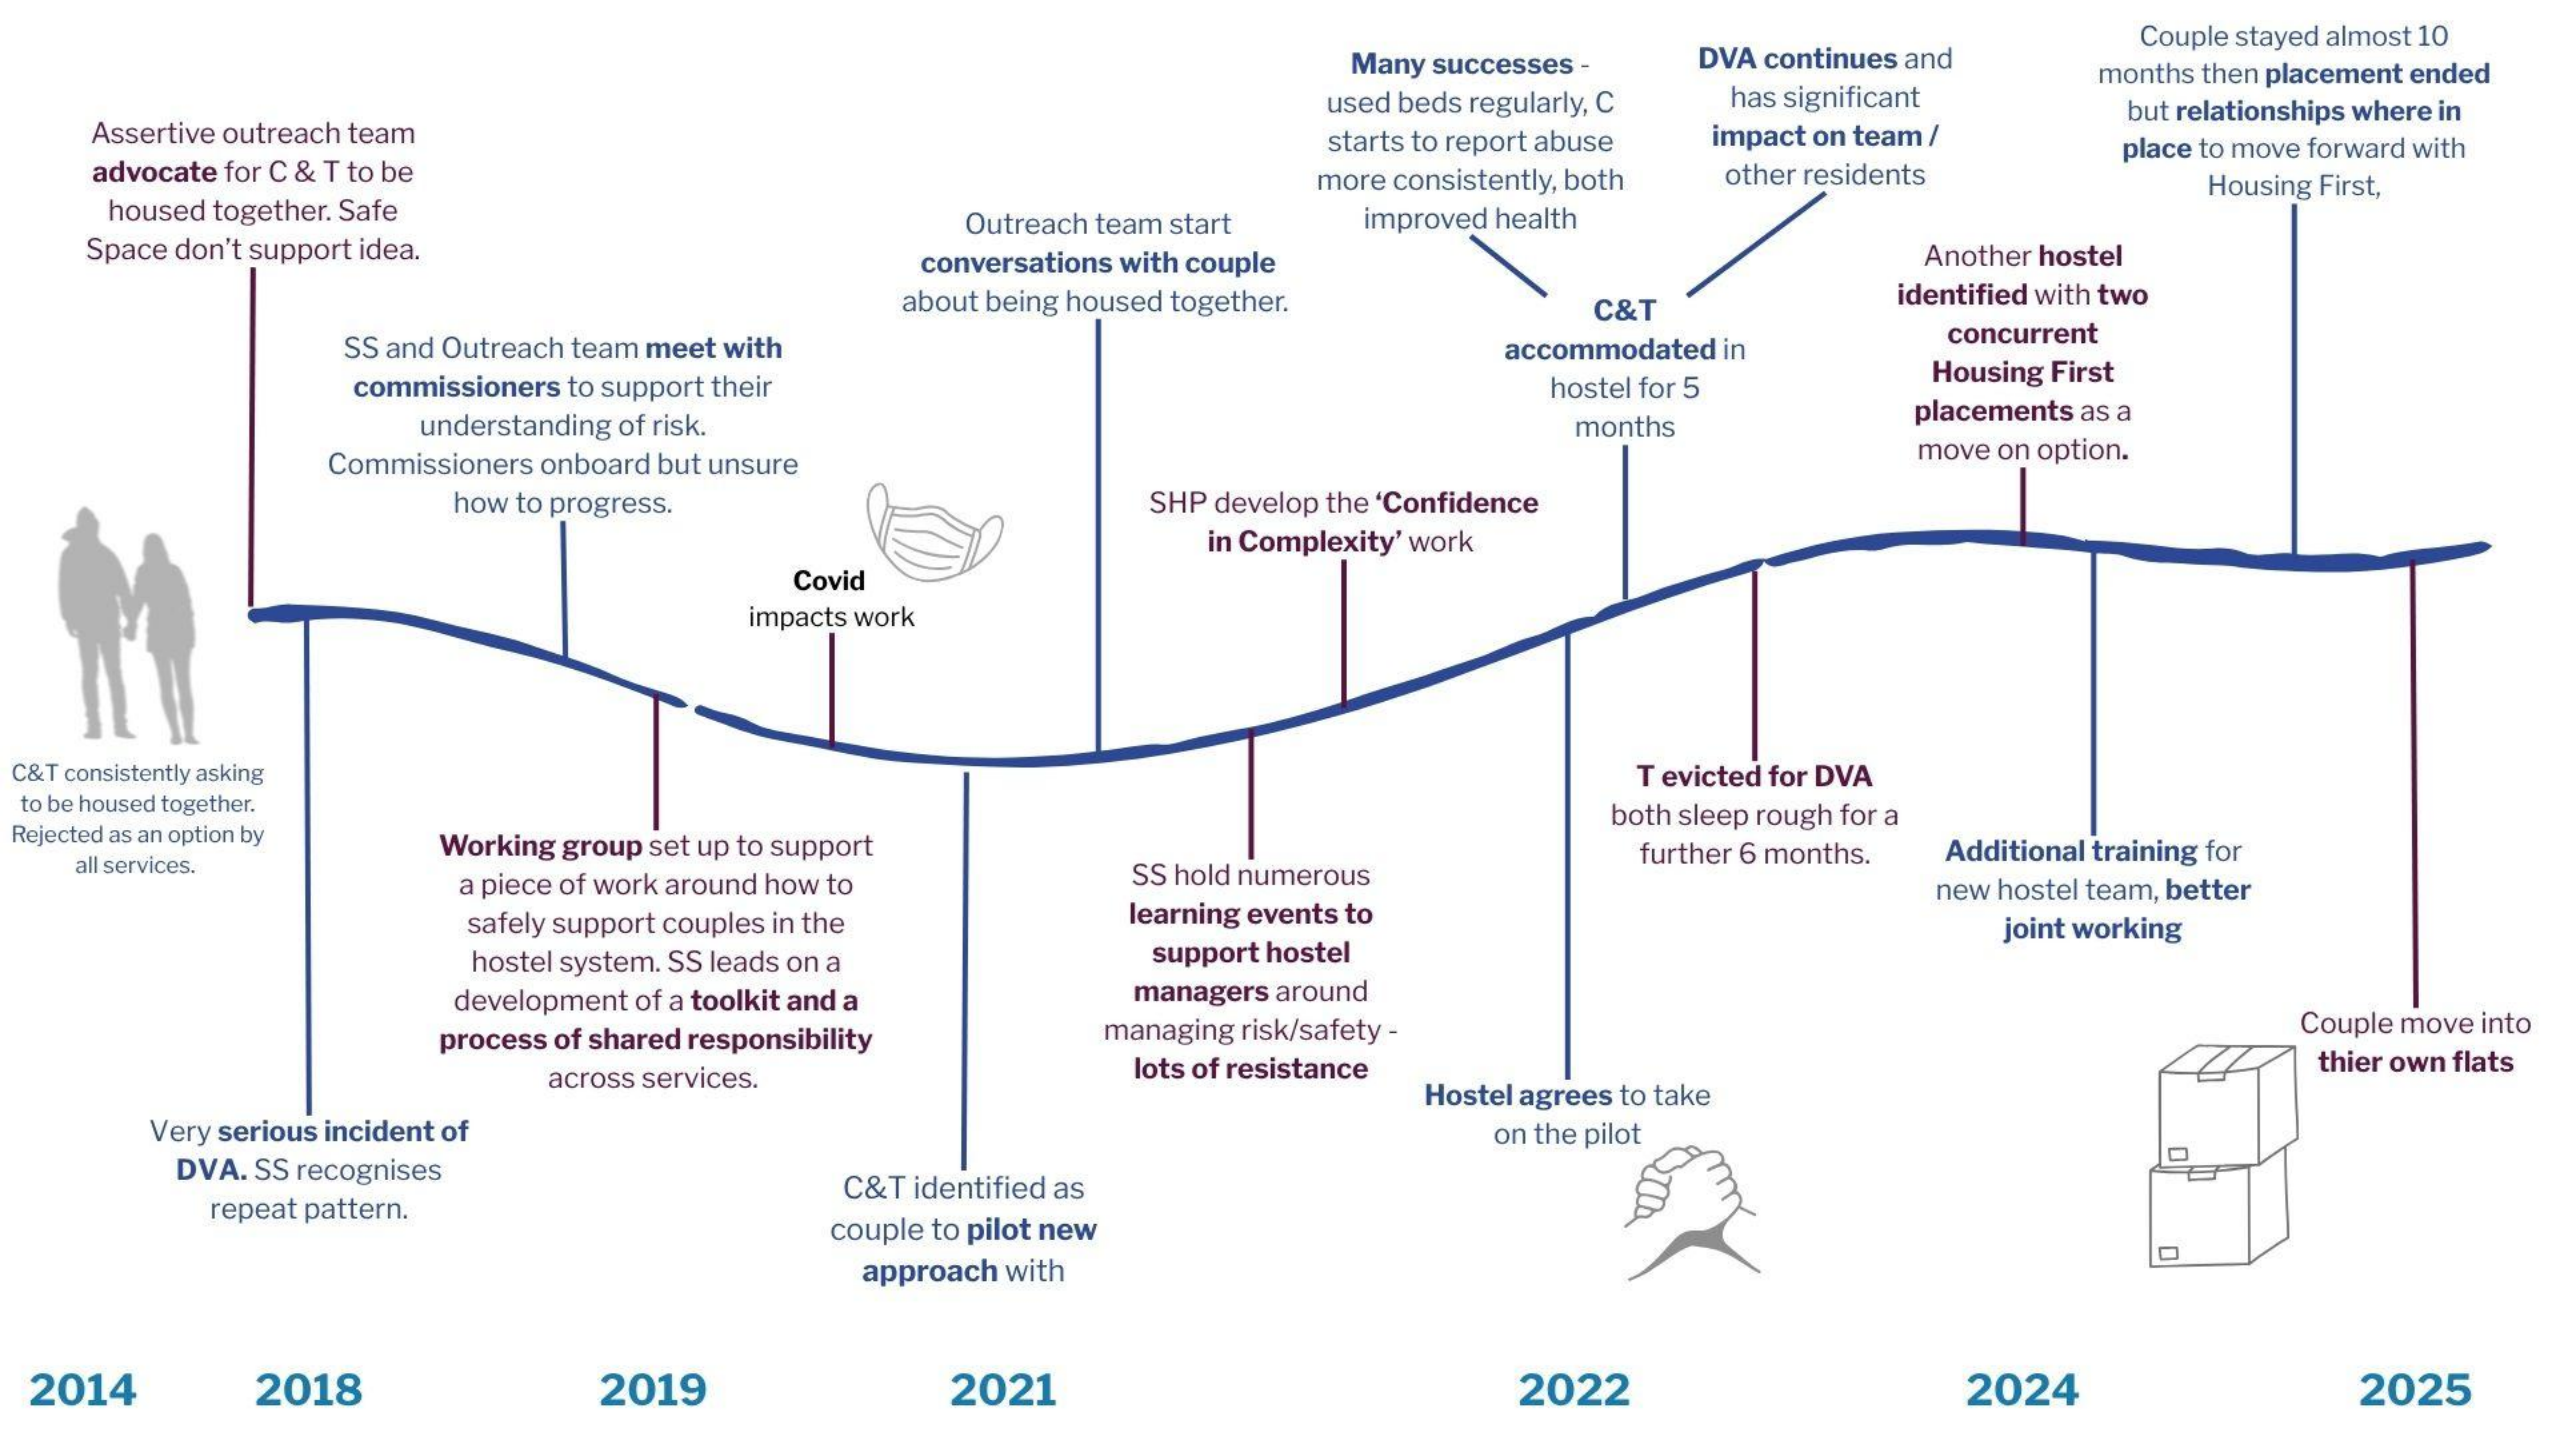 Assertive outreach team
advocate for C & T to be
housed together. Safe
Space don't support idea.
SS and Outreach team meet with
commissioners to support their
understanding of risk.
Commissioners onboard but unsure
how to progress.
Covid
impacts work
Outreach team start
conversations with couple
about being housed together.
SHP develop the ‘Confidence
in Complexity’ work
Many successes -
used beds regularly, C
starts to report abuse
more consistently, both
improved health
DVA continues and
has significant
impact on team /
other residents
C&T
accommodated in
hostel for 5
months
Another hostel
identified with two
concurrent
Housing First
placements as a
move on option.
Couple stayed almost 10
months then placement ended
but relationships where in
place to move forward with
Housing First,
C&T consistently asking
to be housed together.
Rejected as an option by
all services.
Very serious incident of
DVA. SS recognises
repeat pattern.
Working group set up to support
a piece of work around how to
safely support couples in the
hostel system. SS leads on a
development of a toolkit and a
process of shared responsibility
across services.
C&T identified as
couple to pilot new
approach with
SS hold numerous
learning events to
support hostel
managers around
managing risk/safety -
lots of resistance
Hostel agrees to take
on the pilot
T evicted for DVA
both sleep rough for a
further 6 months.
Additional training for
new hostel team, better
joint working
Couple move into
thier own flats
2014
2018
2019
2021
2022
2024
2025